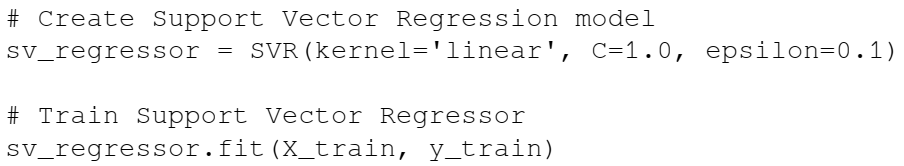 # Create Support Vector Regression model
sv_regressor = SVR(kernel='linear', C=1.0, epsilon=0.1)
# Train Support Vector Regressor
sv_regressor.fit(X_train, y_train)